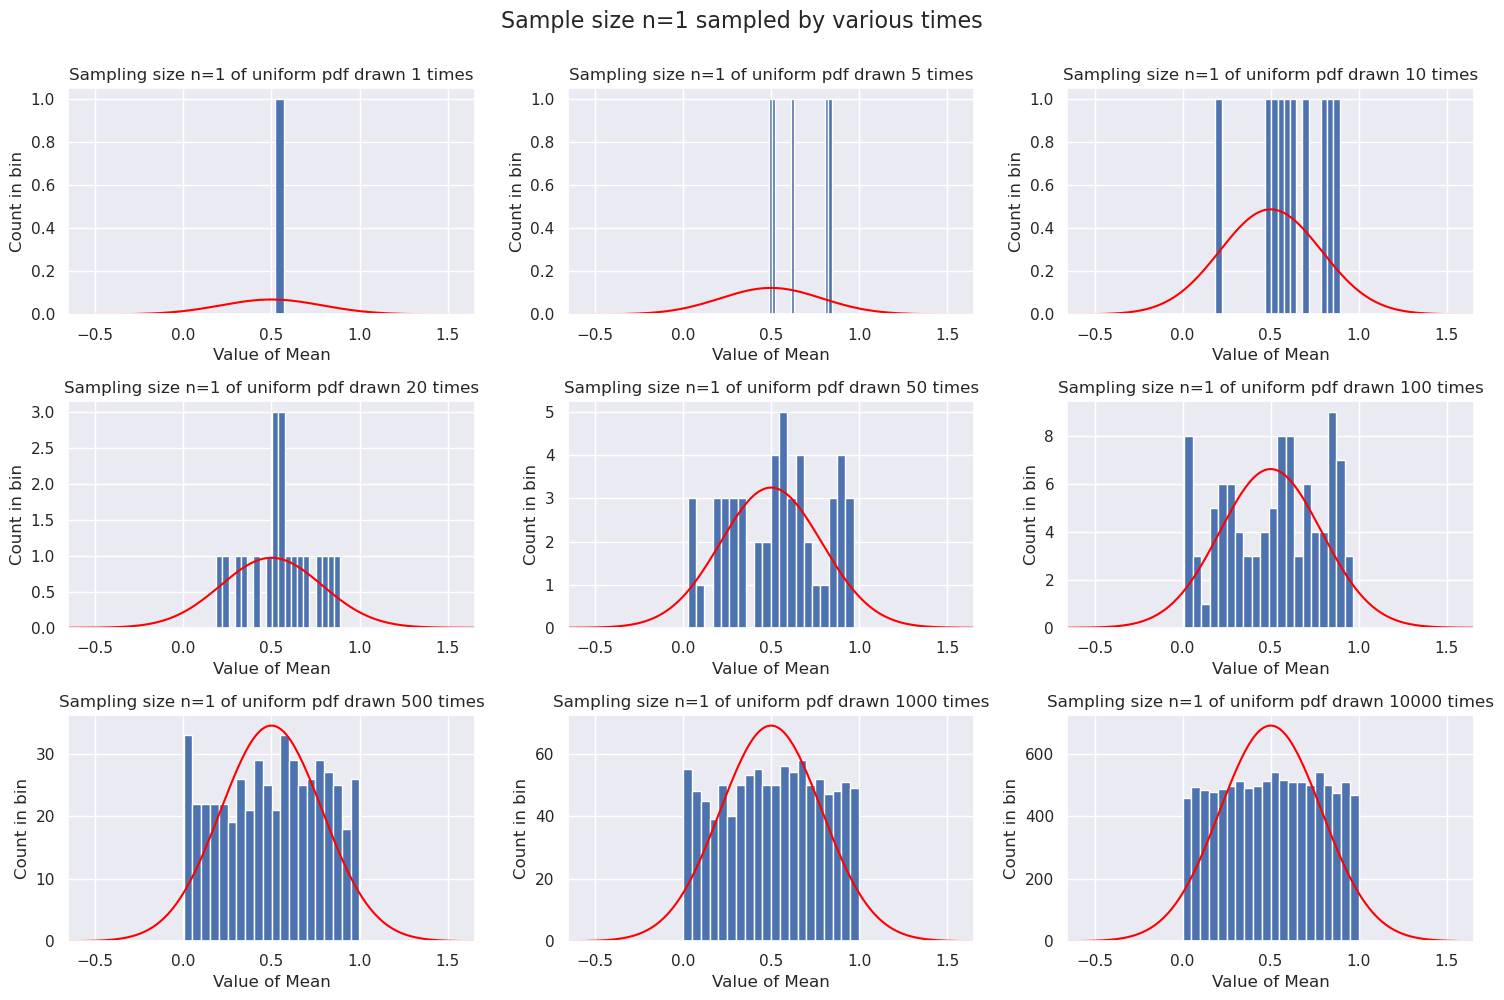 Sample size n=1 sampled by various times
Sampling size n=1 of uniform pdf drawn 1 times
Count in bin
1.0
0.8
0.6
0.4
0.2
0.0
−0.5 0.0 0.5 1.0 1.5
Value of Mean
Sampling size n=1 of uniform pdf drawn 5 times
Count in bin
1.0
0.8
0.6
0.4
0.2
0.0
−0.5 0.0 0.5 1.0 1.5
Value of Mean
Sampling size n=1 of uniform pdf drawn 10 times
Count in bin
1.0
0.8
0.6
0.4
0.2
0.0
−0.5 0.0 0.5 1.0 1.5
Value of Mean
Sampling size n=1 of uniform pdf drawn 20 times
Count in bin
3.0
2.5
2.0
1.5
1.0
0.5
0.0
−0.5 0.0 0.5 1.0 1.5
Value of Mean
Sampling size n=1 of uniform pdf drawn 50 times
Count in bin
5
4
3
2
1
0
−0.5 0.0 0.5 1.0 1.5
Value of Mean
Sampling size n=1 of uniform pdf drawn 100 times
Count in bin
8
6
4
2
0
−0.5 0.0 0.5 1.0 1.5
Value of Mean
Sampling size n=1 of uniform pdf drawn 500 times
Count in bin
30
20
10
0
−0.5 0.0 0.5 1.0 1.5
Value of Mean
Sampling size n=1 of uniform pdf drawn 1000 times
Count in bin
60
40
20
0
−0.5 0.0 0.5 1.0 1.5
Value of Mean
Sampling size n=1 of uniform pdf drawn 10000 times
Count in bin
600
400
200
0
−0.5 0.0 0.5 1.0 1.5
Value of Mean